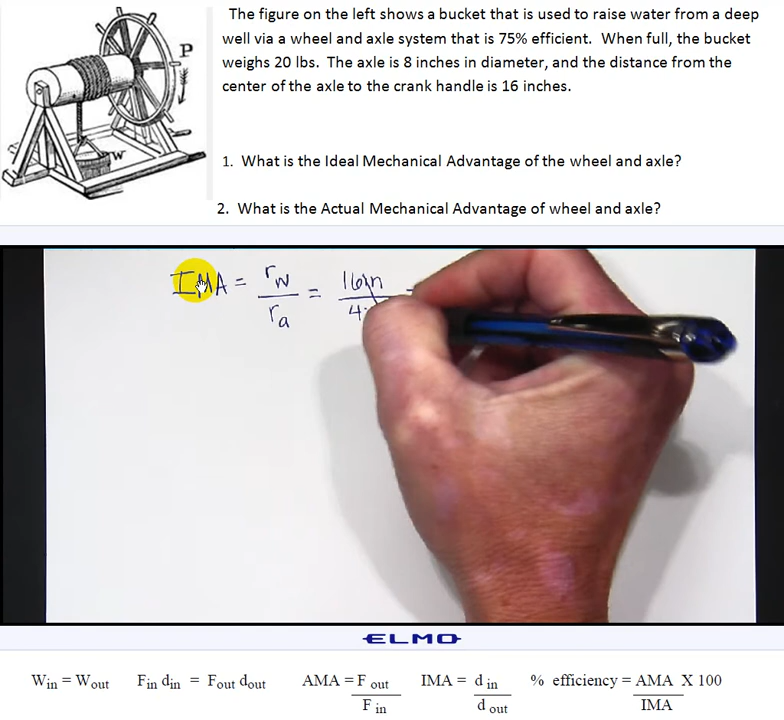 The figure on the left shows a bucket that is used to raise water from a deep
well via a wheel and axle system that is 75% efficient. When full, the bucket
weighs 20 lbs. The axle is 8 inches in diameter, and the distance from the
center of the axle to the crank handle is 16 inches.
P
W
1. What is the Ideal Mechanical Advantage of the wheel and axle?
2. What is the Actual Mechanical Advantage of wheel and axle?
IMA = rw / ra = 16in / 4
ELMO
Win = Wout Fin din = Fout dout AMA = F out / F in IMA = d in / d out % efficiency = AMA X 100 / IMA